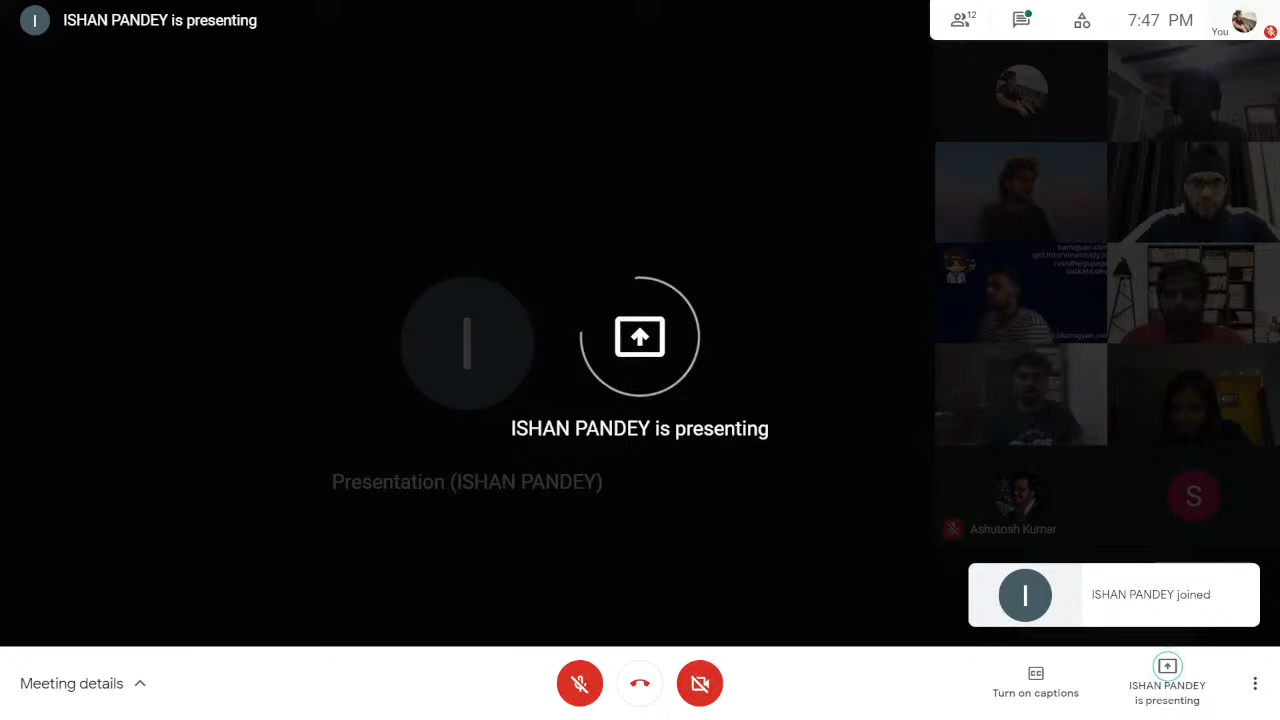 I
ISHAN PANDEY is presenting
12
7:47 PM
You
I
ISHAN PANDEY is presenting
Presentation (ISHAN PANDEY)
Ashutosh Kumar
S
I
ISHAN PANDEY joined
Meeting details
CC
Turn on captions
ISHAN PANDEY
is presenting